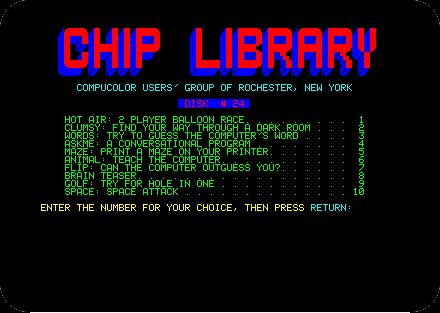 CHIP LIBRARY
COMPUCOLOR USERS' GROUP OF ROCHESTER, NEW YORK
DISK # 24
HOT AIR: 2 PLAYER BALLOON RACE. . . . . . . . . 1
CLUMSY: FIND YOUR WAY THROUGH A DARK ROOM . . . 2
WORDS: TRY TO GUESS THE COMPUTER'S WORD . . . . 3
ASKME: A CONVERSATIONAL PROGRAM . . . . . . . . 4
MAZE: PRINT A MAZE ON YOUR PRINTER. . . . . . . 5
ANIMAL: TEACH THE COMPUTER. . . . . . . . . . . 6
FLIP: CAN THE COMPUTER OUTGUESS YOU?. . . . . . 7
BRAIN TEASER. . . . . . . . . . . . . . . . . . 8
GOLF: TRY FOR HOLE IN ONE . . . . . . . . . . . 9
SPACE: SPACE ATTACK . . . . . . . . . . . . . . 10
ENTER THE NUMBER FOR YOUR CHOICE, THEN PRESS RETURN: